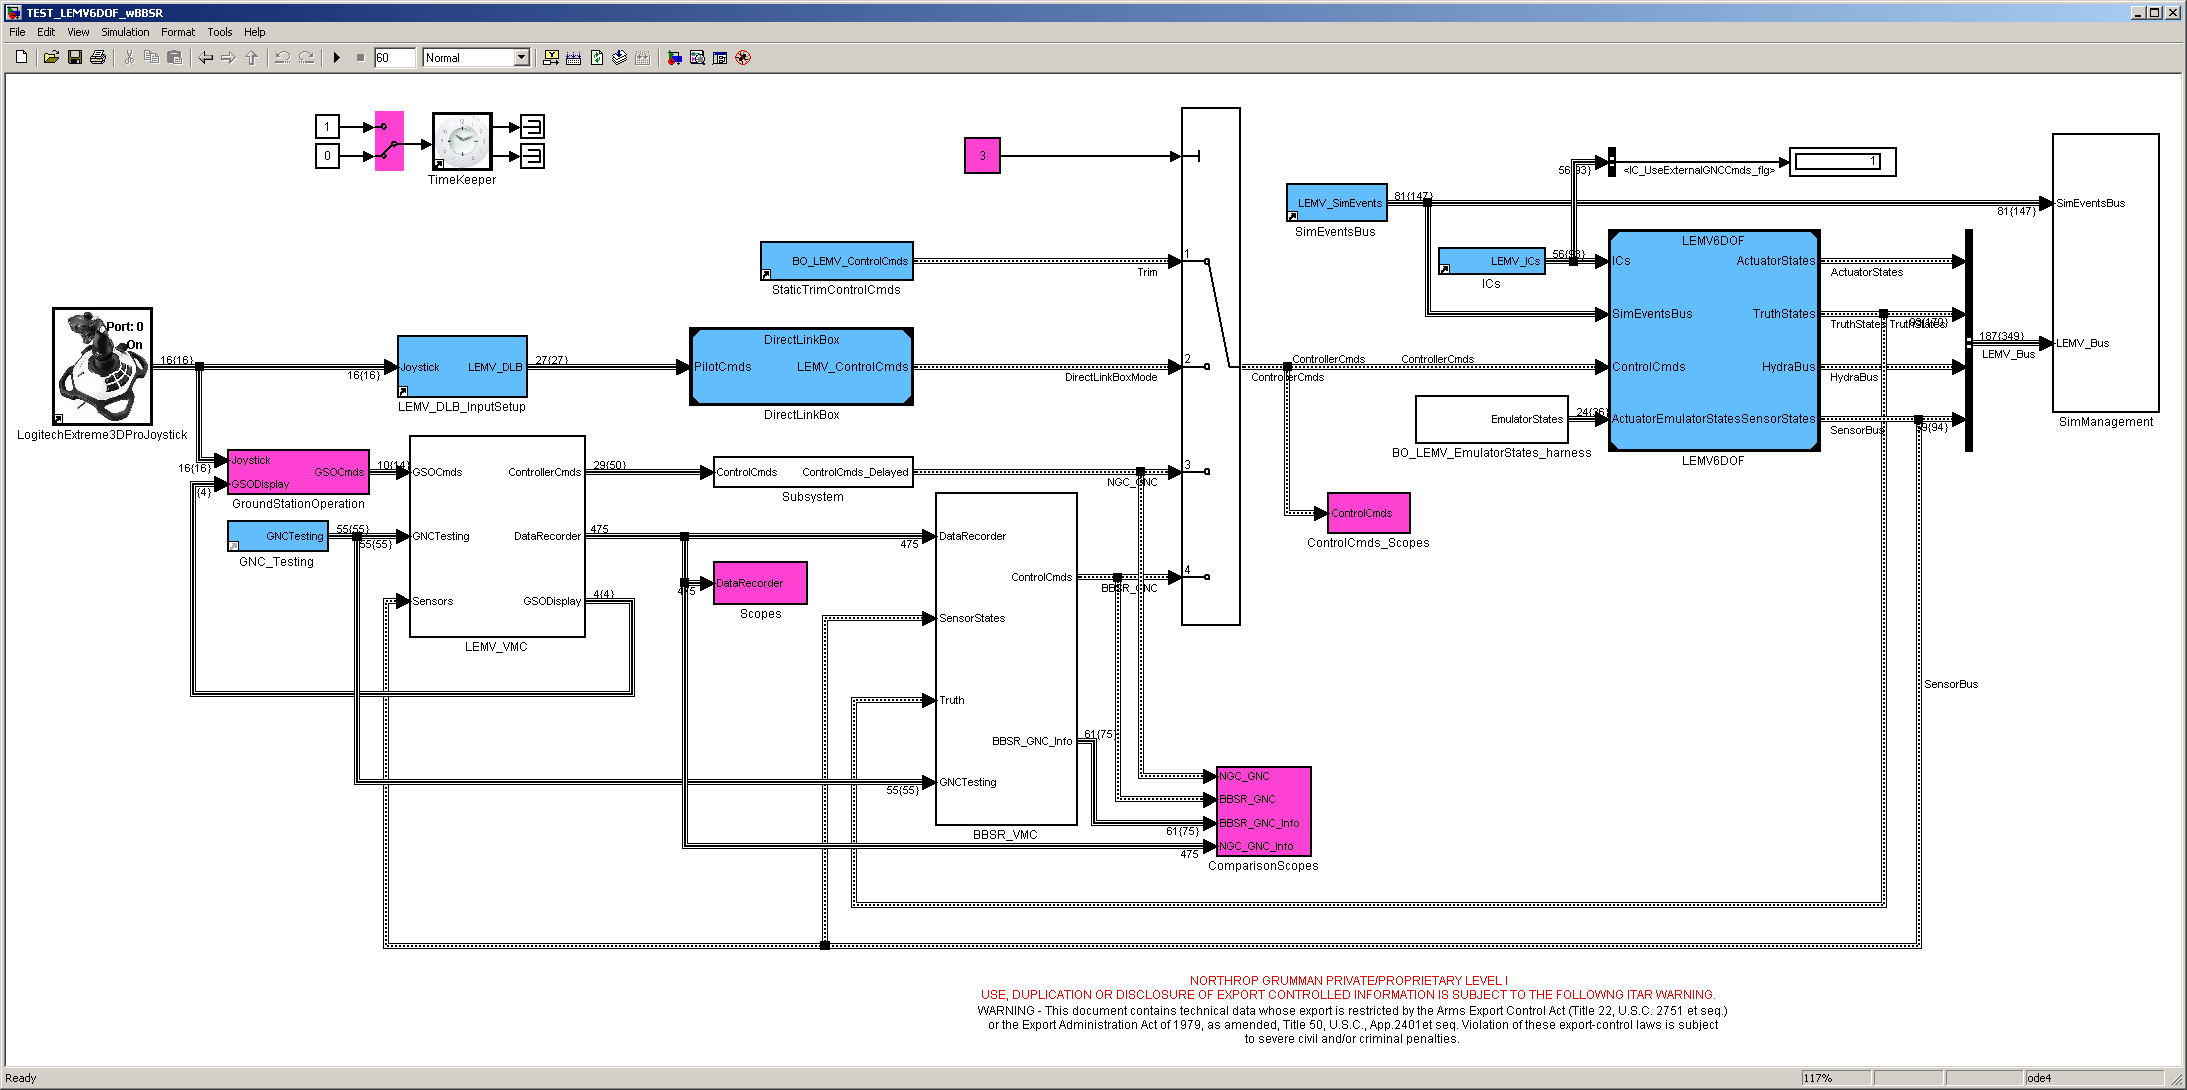 TEST_LEMV6DOF_wBBSR
File Edit View Simulation Format Tools Help
60 Normal
1
0
TimeKeeper
3
BO_LEMV_ControlCmds
StaticTrimControlCmds
1
Trim
LEMV_SimEvents
SimEventsBus
81{147}
81{147}
SimEventsBus
LEMV_Bus
SimManagement
<IC_UseExternalGNCCmds_flg>
1
LEMV_ICs
ICs
LEMV6DOF
ICs
ActuatorStates
SimEventsBus
TruthStates
ControlCmds
HydraBus
ActuatorEmulatorStates
SensorStates
LEMV6DOF
ActuatorStates
TruthStates
TruthStates
HydraBus
SensorBus
187{349}
LEMV_Bus
Port: 0
On
LogitechExtreme3DProJoystick
16{16}
16{16}
Joystick
LEMV_DLB
LEMV_DLB_InputSetup
27{27}
DirectLinkBox
PilotCmds
LEMV_ControlCmds
DirectLinkBox
2
DirectLinkBoxMode
ControllerCmds
ControllerCmds
ControllerCmds
EmulatorStates
BO_LEMV_EmulatorStates_harness
ControlCmds
ControlCmds_Scopes
16{16}
{4}
Joystick
GSOCmds
GSODisplay
GroundStationOperation
10{14}
GNCTesting
GNC_Testing
55{55}
55{55}
GSOCmds
ControllerCmds
GNCTesting
DataRecorder
Sensors
GSODisplay
LEMV_VMC
29{50}
475
4{4}
ControlCmds
ControlCmds_Delayed
Subsystem
3
NGC_GNC
475
DataRecorder
Scopes
475
DataRecorder
ControlCmds
SensorStates
Truth
BBSR_GNC_Info
GNCTesting
BBSR_VMC
4
BBSR_GNC
55{55}
61{75}
61{75}
475
NGC_GNC
BBSR_GNC
BBSR_GNC_Info
NGC_GNC_Info
ComparisonScopes
SensorBus
NORTHROP GRUMMAN PRIVATE/PROPRIETARY LEVEL I
USE, DUPLICATION OR DISCLOSURE OF EXPORT CONTROLLED INFORMATION IS SUBJECT TO THE FOLLOWNG ITAR WARNING.
WARNING - This document contains technical data whose export is restricted by the Arms Export Control Act (Title 22, U.S.C. 2751 et seq.)
or the Export Administration Act of 1979, as amended, Title 50, U.S.C., App.2401et seq. Violation of these export-control laws is subject
to severe civil and/or criminal penalties.
Ready
117%
ode4